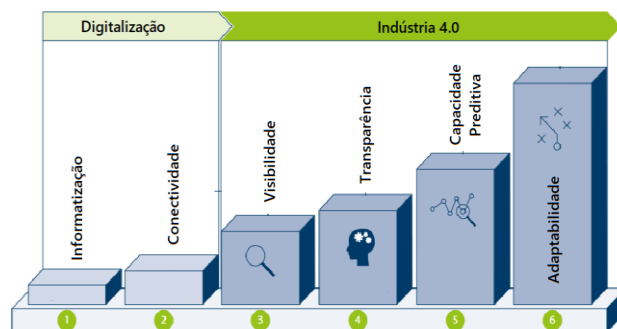 Digitalização
Indústria 4.0
Informatização
Conectividade
Visibilidade
Transparência
Capacidade
Preditiva
Adaptabilidade
1
2
3
4
5
6